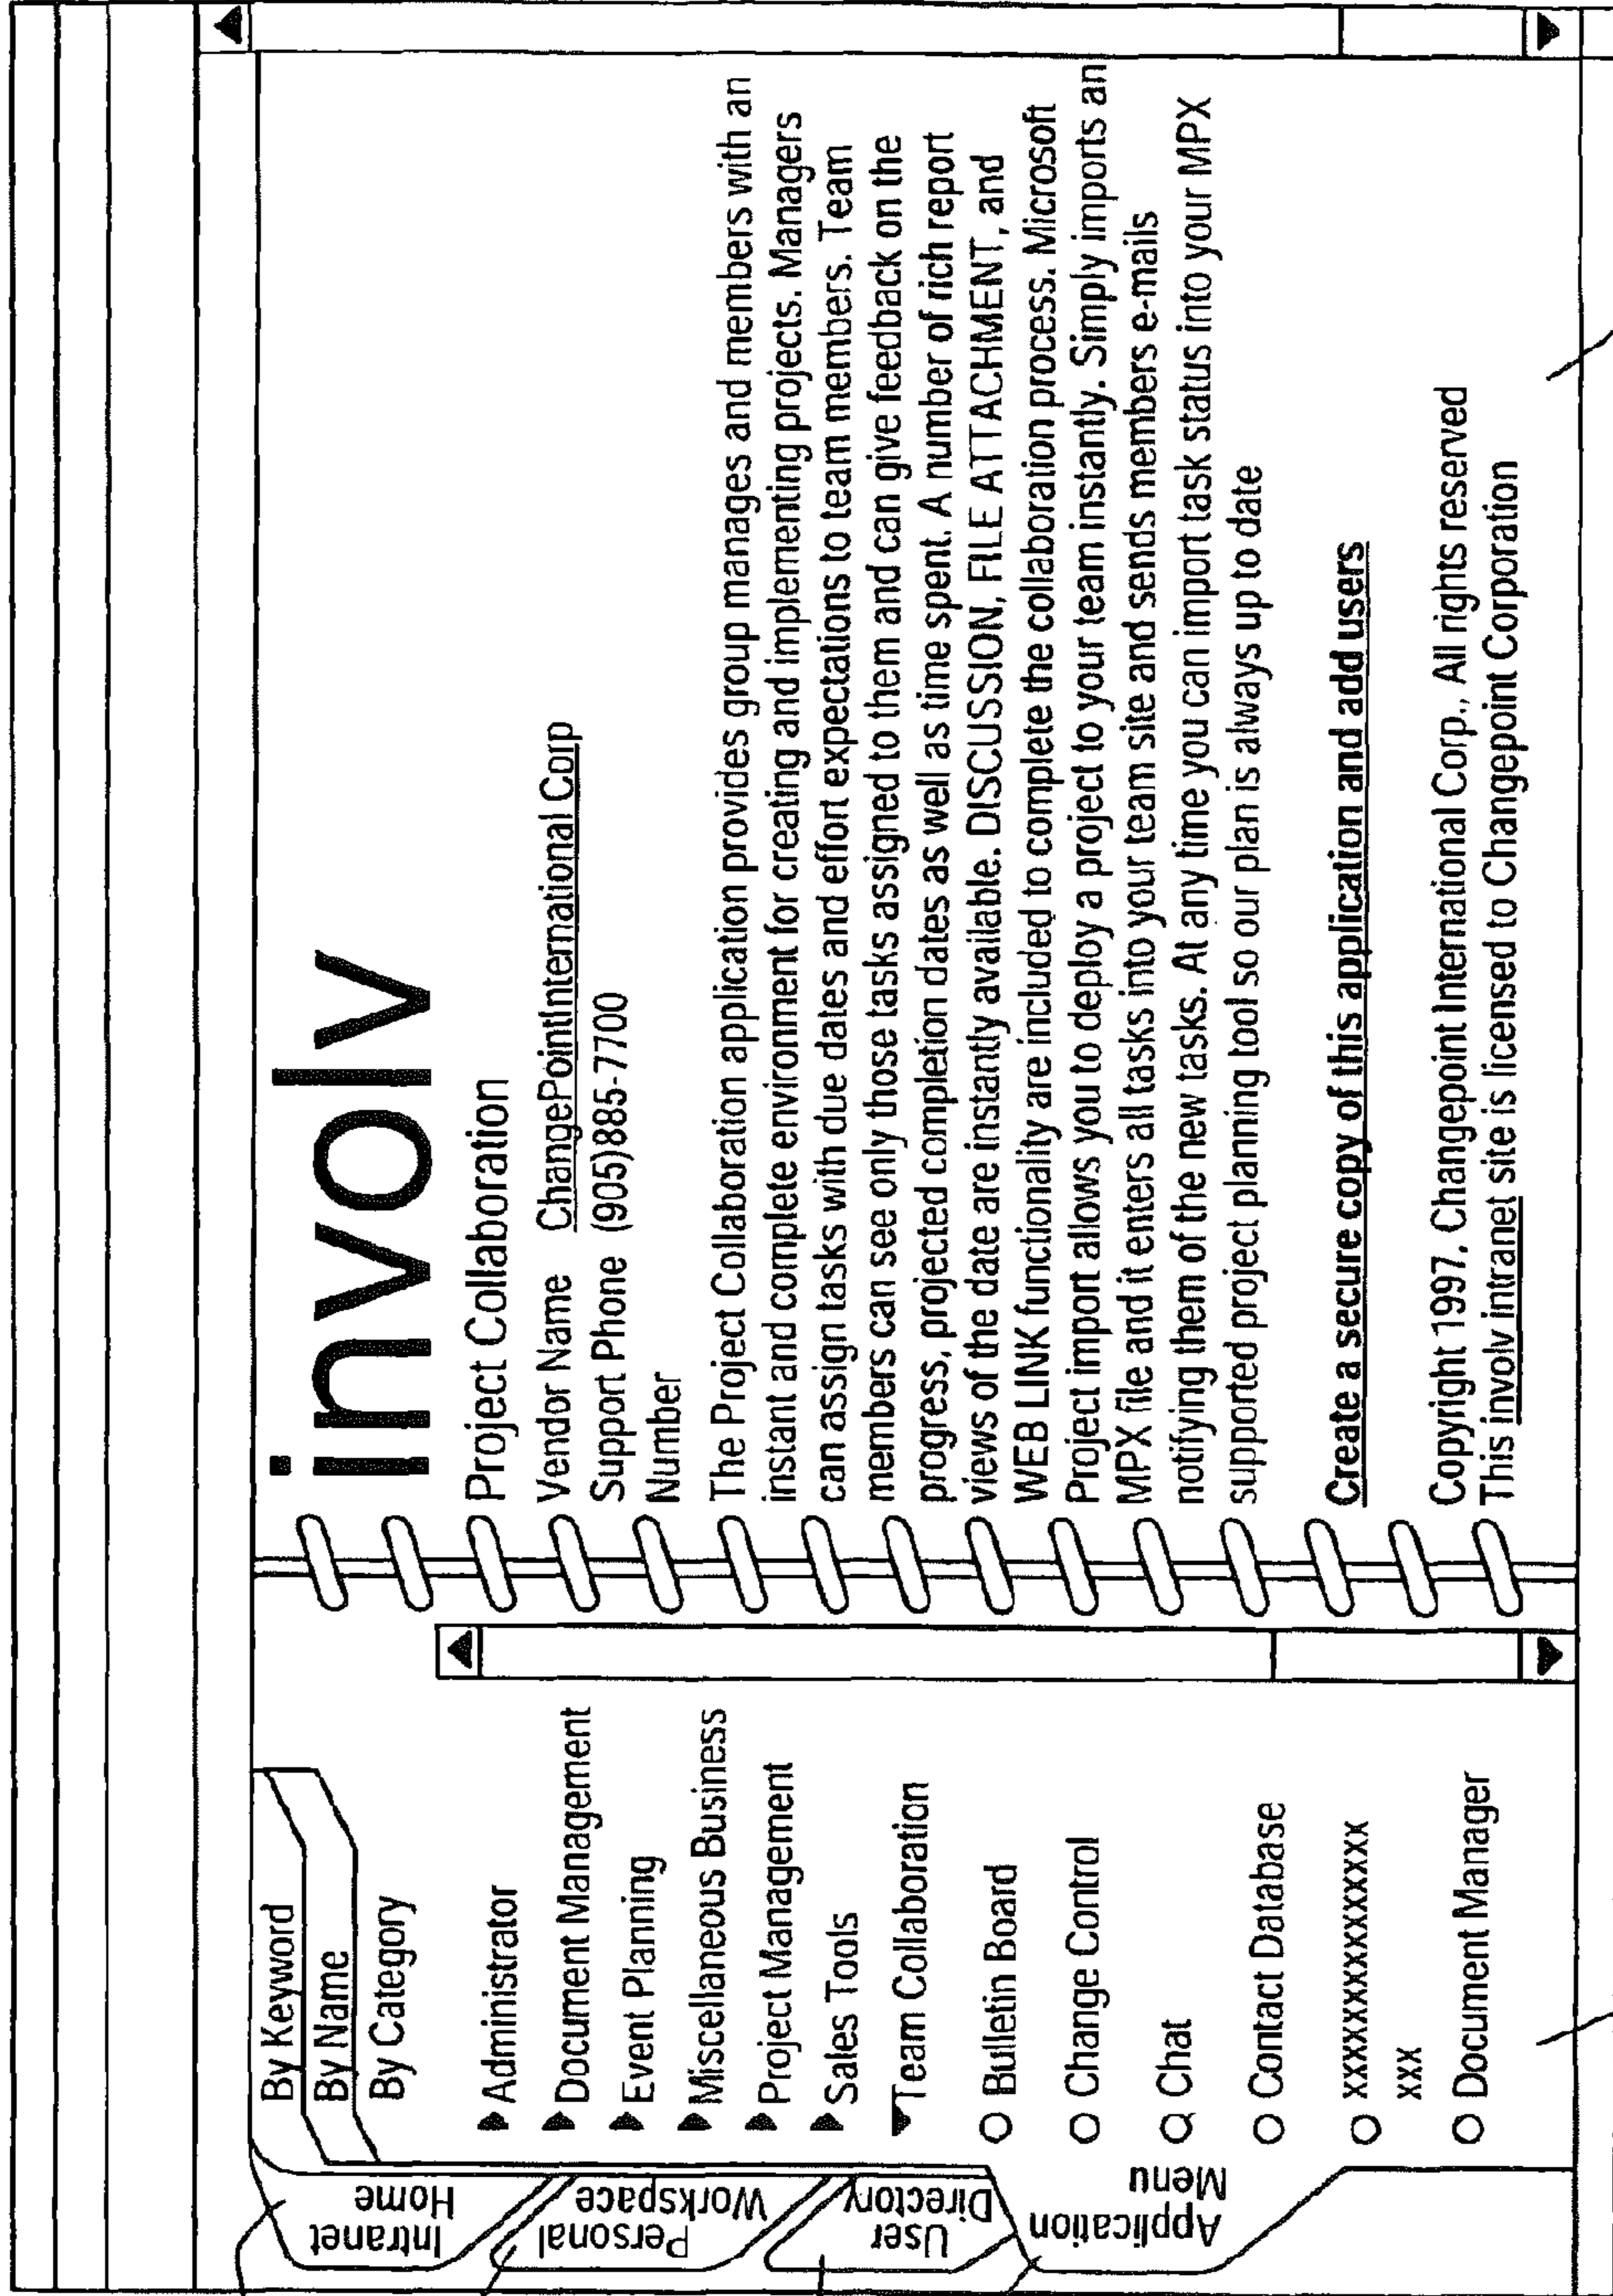 Intranet
Home
Personal
Workspace
User
Directory
Application
Menu
By Keyword
By Name
By Category
Administrator
Document Management
Event Planning
Miscellaneous Business
Project Management
Sales Tools
Team Collaboration
Bulletin Board
Change Control
Chat
Contact Database
xxxxxxxxxxxxxxx
xxx
Document Manager
involv
Project Collaboration
Vendor Name ChangePointInternational Corp
Support Phone (905)885-7700
Number
The Project Collaboration application provides group manages and members with an
instant and complete environment for creating and implementing projects. Managers
can assign tasks with due dates and effort expectations to team members. Team
members can see only those tasks assigned to them and can give feedback on the
progress, projected completion dates as well as time spent. A number of rich report
views of the date are instantly available. DISCUSSION, FILE ATTACHMENT, and
WEB LINK functionality are included to complete the collaboration process. Microsoft
Project import allows you to deploy a project to your team instantly. Simply imports an
MPX file and it enters all tasks into your team site and sends members e-mails
notifying them of the new tasks. At any time you can import task status into your MPX
supported project planning tool so our plan is always up to date
Create a secure copy of this application and add users
Copyright 1997, Changepoint International Corp., All rights reserved
This involv intranet site is licensed to Changepoint Corporation